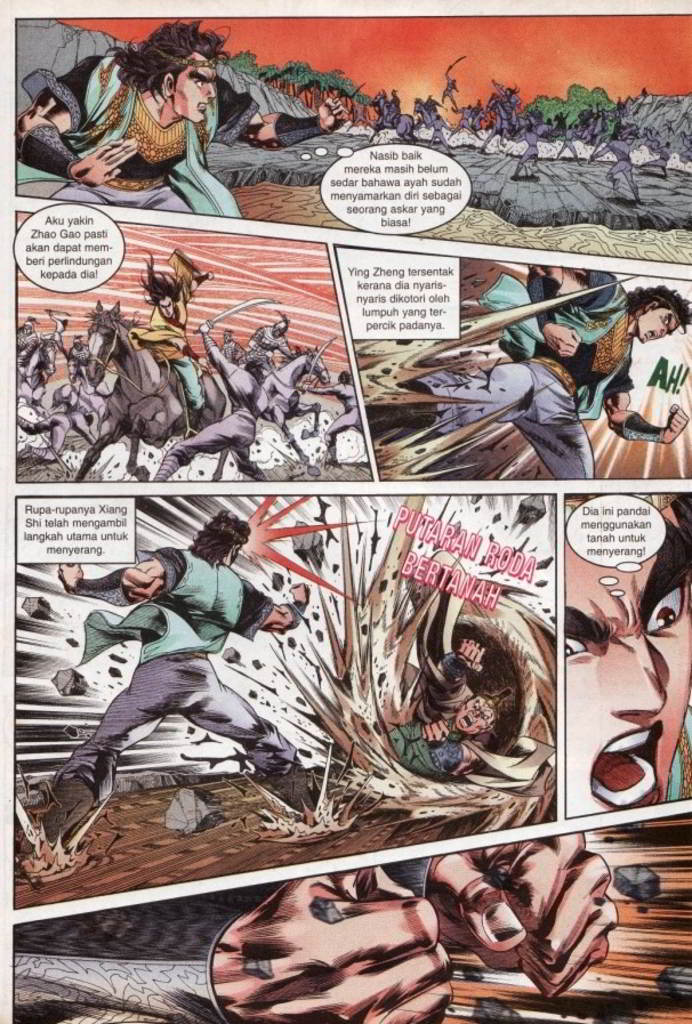 Nasib baik
mereka masih belum
sedar bahawa ayah sudah
menyamarkan diri sebagai
seorang askar yang
biasa!
Aku yakin
Zhao Gao pasti
akan dapat mem-
beri perlindungan
kepada dia!
Ying Zheng tersentak
kerana dia nyaris-
nyaris dikotori oleh
lumpuh yang ter-
percik padanya.
AH!
Rupa-rupanya Xiang
Shi telah mengambil
langkah utama untuk
menyerang.
PUTARAN RODA
BERTANAH
Dia ini pandai
menggunakan
tanah untuk
menyerang!